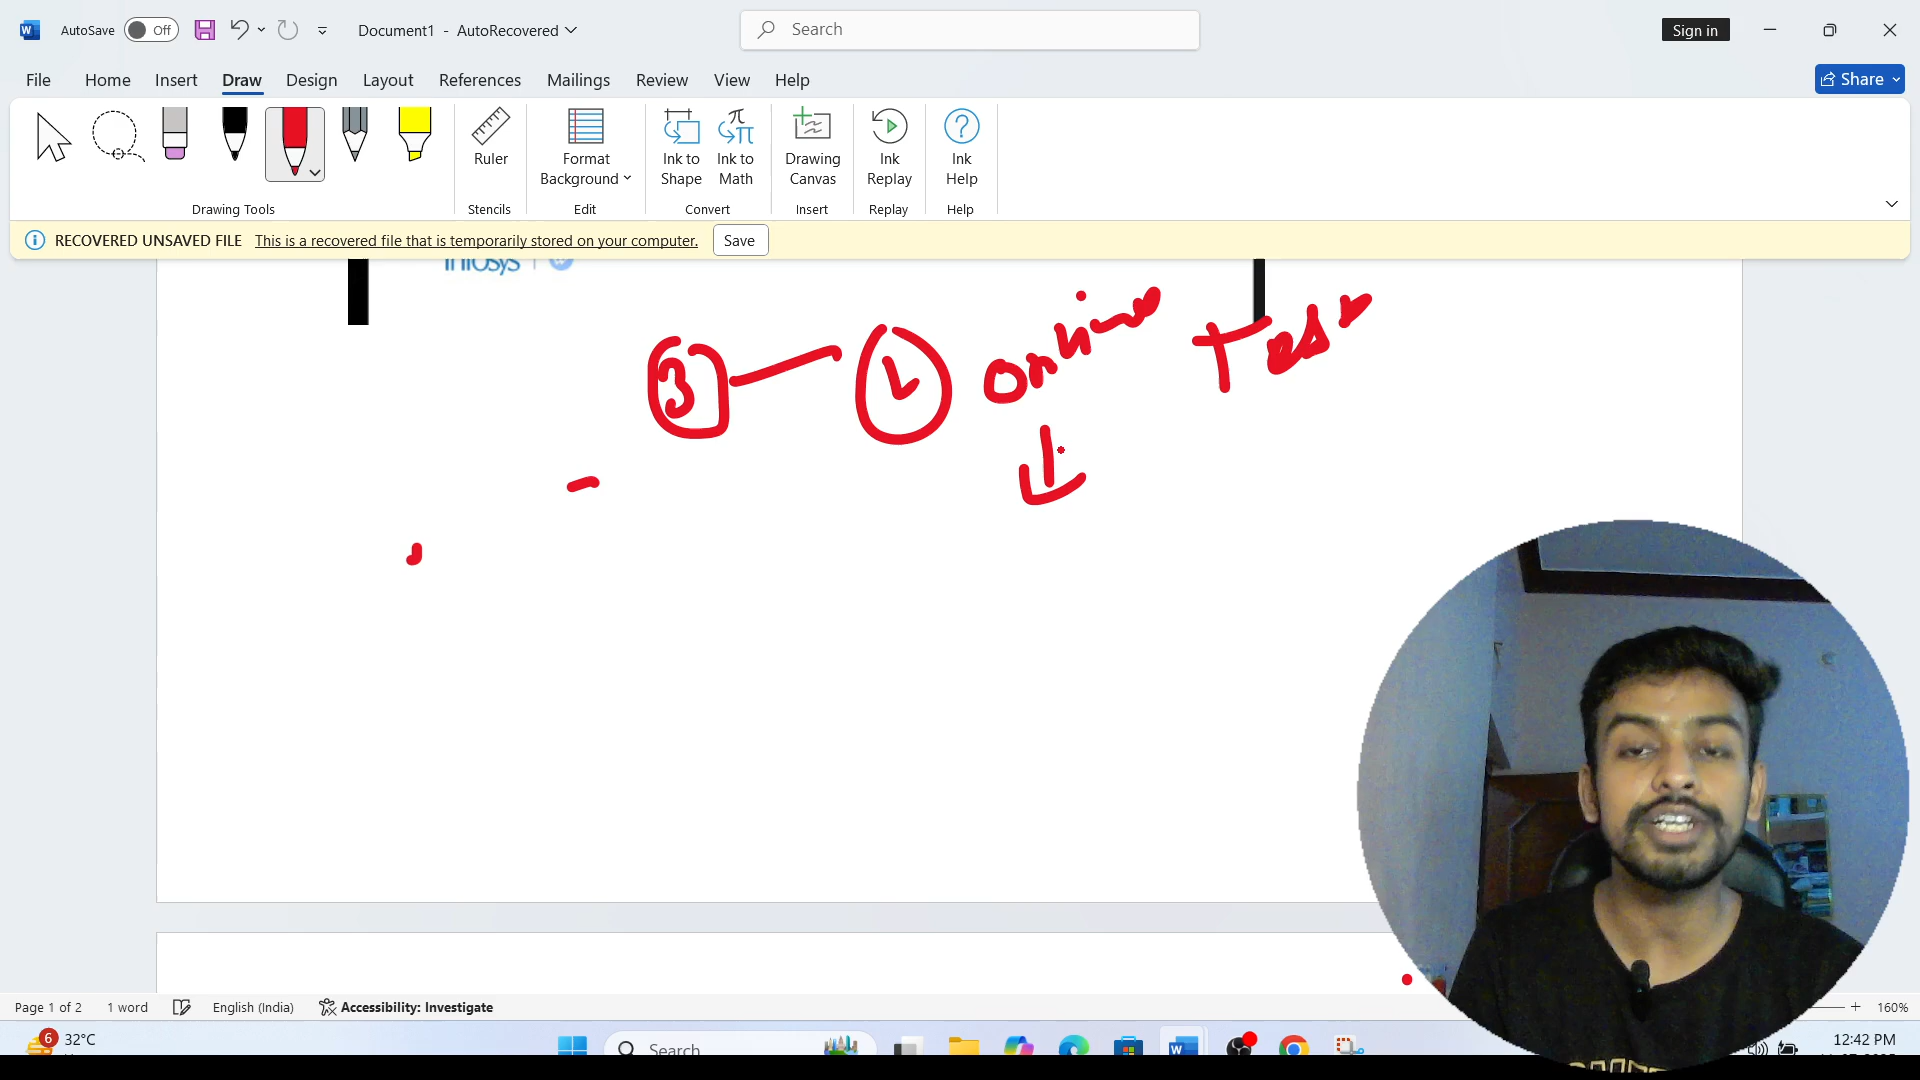 AutoSave Off Document1 - AutoRecovered Search Sign in
File Home Insert Draw Design Layout References Mailings Review View Help Share
Ruler Format Background Ink to Shape Ink to Math Drawing Canvas Ink Replay Ink Help
Drawing Tools Stencils Edit Convert Insert Replay Help
RECOVERED UNSAVED FILE This is a recovered file that is temporarily stored on your computer. Save
Infosys
3 online Test
Page 1 of 2 1 word English (India) Accessibility: Investigate 160%
6 32°C Search 12:42 PM